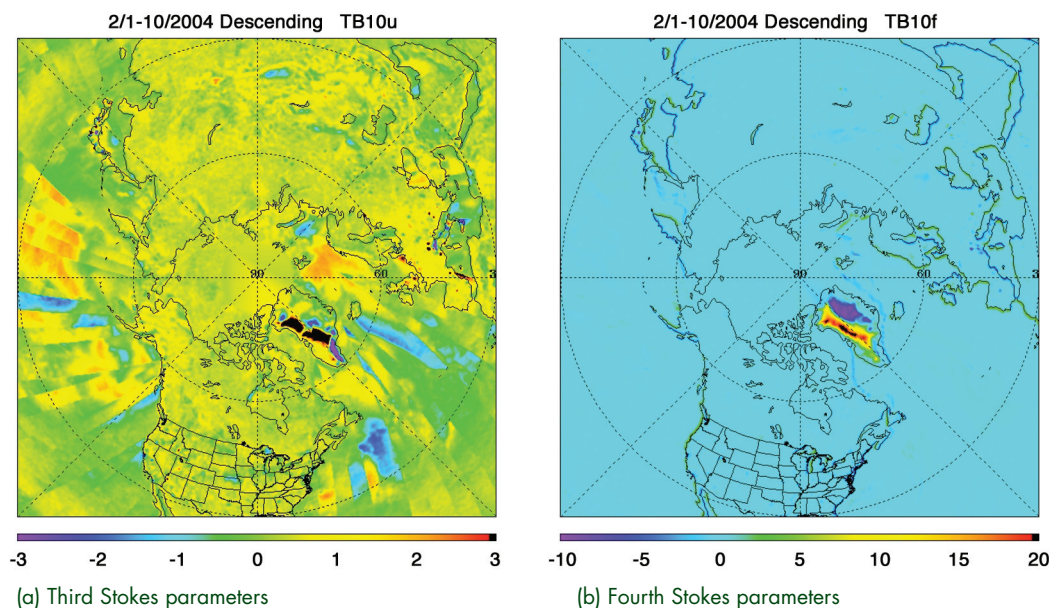 2/1-10/2004 Descending TB10u
90
60
3
-3 -2 -1 0 1 2 3
(a) Third Stokes parameters
2/1-10/2004 Descending TB10f
90
60
3
-10 -5 0 5 10 15 20
(b) Fourth Stokes parameters